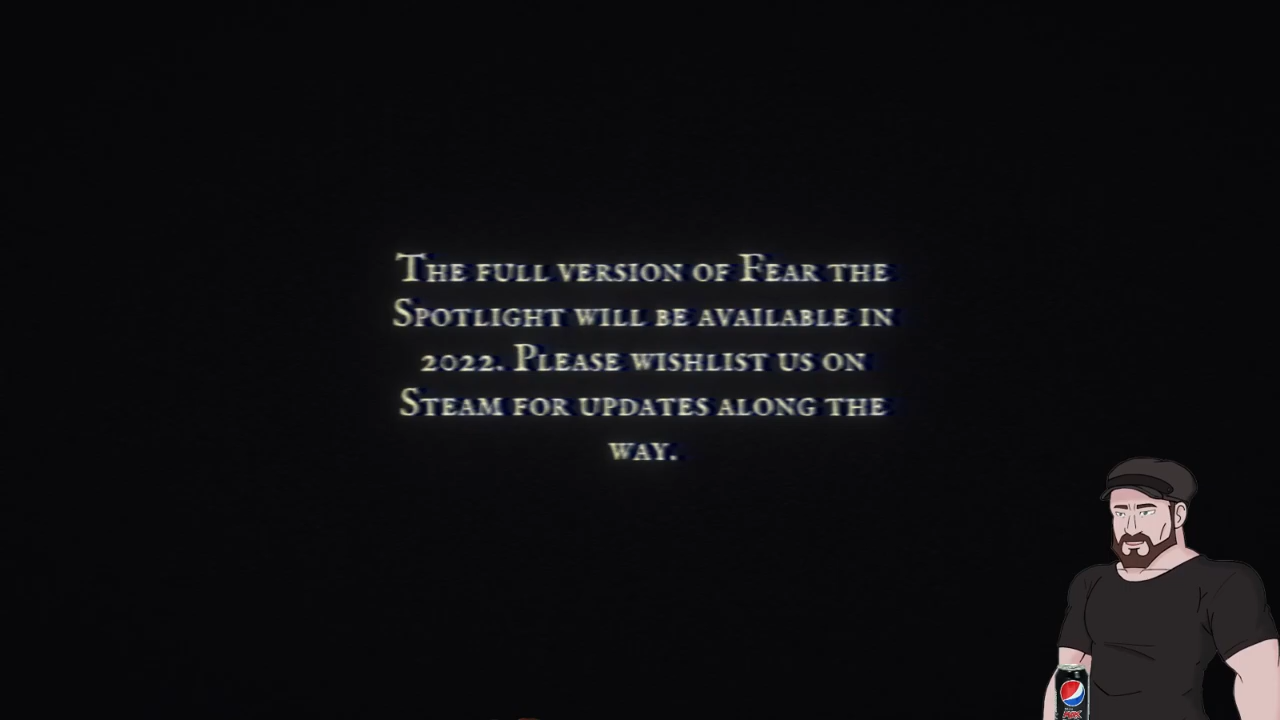 The full version of Fear the
Spotlight will be available in
2022. Please wishlist us on
Steam for updates along the
way.
MAX